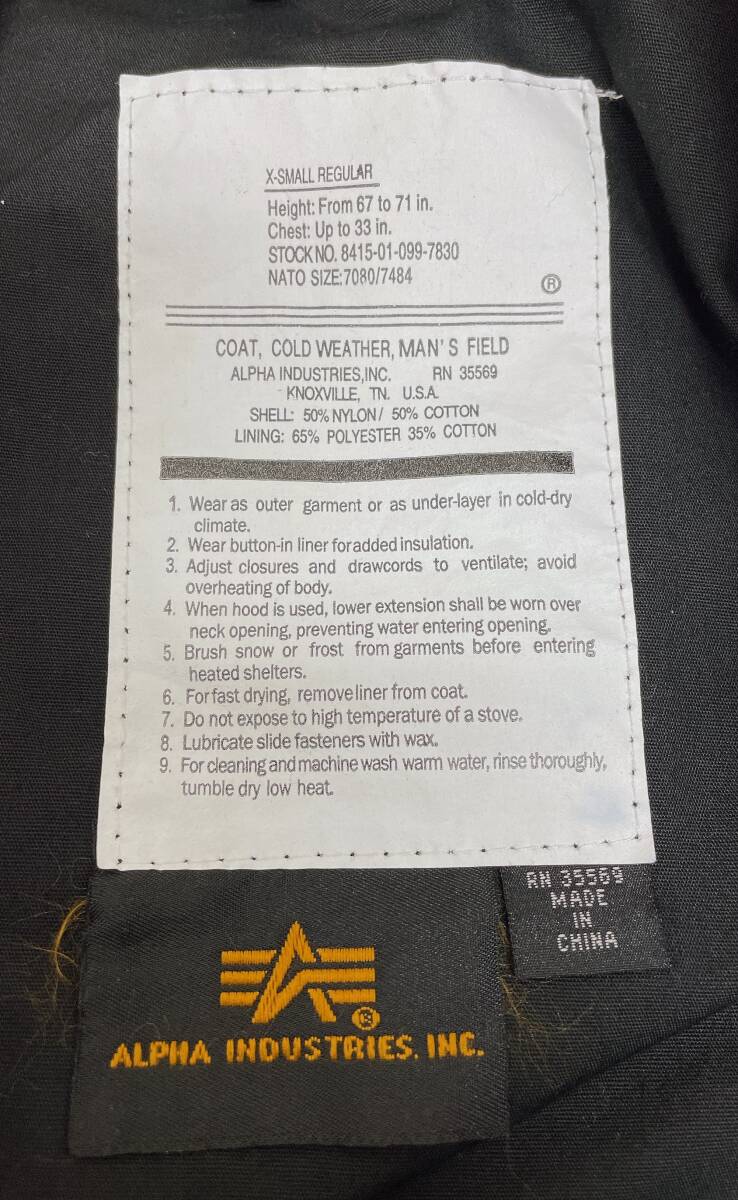 X-SMALL REGULAR
Height: From 67 to 71 in.
Chest: Up to 33 in.
STOCK NO. 8415-01-099-7830
NATO SIZE:7080/7484
®
COAT, COLD WEATHER, MAN'S FIELD
ALPHA INDUSTRIES,INC. RN 35569
KNOXVILLE, TN. U.S.A.
SHELL: 50% NYLON/ 50% COTTON
LINING: 65% POLYESTER 35% COTTON
1. Wear as outer garment or as under-layer in cold-dry
climate.
2. Wear button-in liner for added insulation.
3. Adjust closures and drawcords to ventilate; avoid
overheating of body.
4. When hood is used, lower extension shall be worn over
neck opening, preventing water entering opening.
5. Brush snow or frost from garments before entering
heated shelters.
6. For fast drying, remove liner from coat.
7. Do not expose to high temperature of a stove.
8. Lubricate slide fasteners with wax.
9. For cleaning and machine wash warm water, rinse thoroughly,
tumble dry low heat.
RN 35569
MADE
IN
CHINA
®
ALPHA INDUSTRIES. INC.